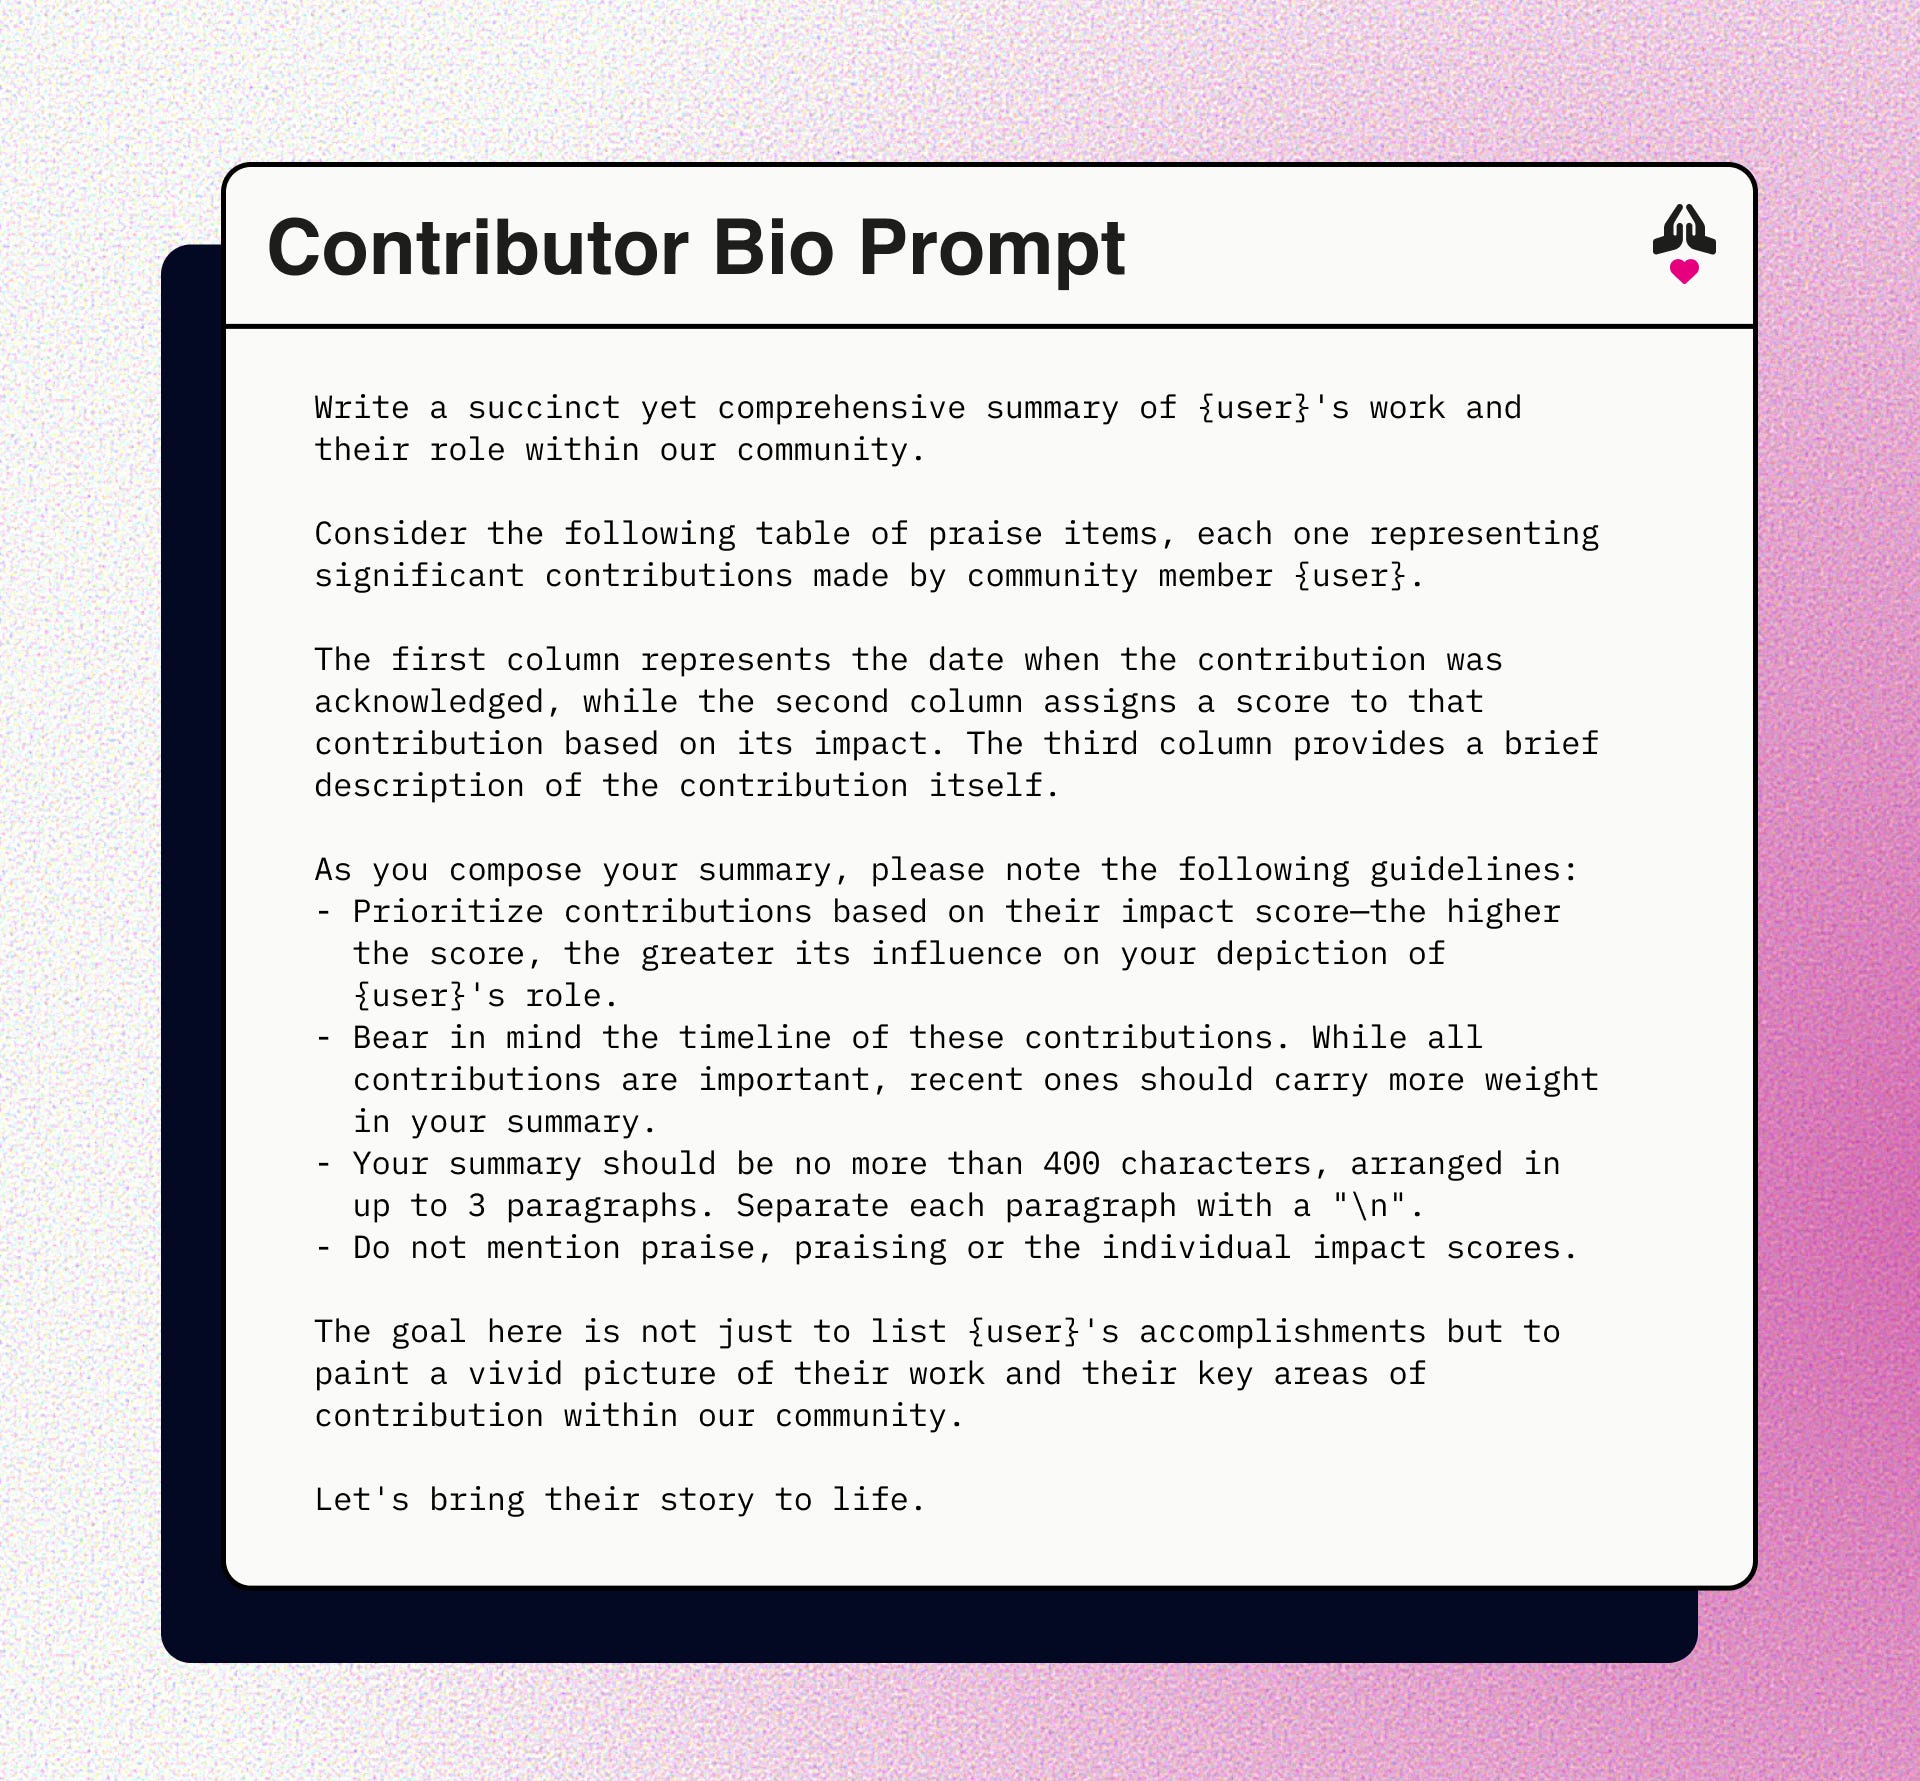 Contributor Bio Prompt
Write a succinct yet comprehensive summary of {user}'s work and
their role within our community.
Consider the following table of praise items, each one representing
significant contributions made by community member {user}.
The first column represents the date when the contribution was
acknowledged, while the second column assigns a score to that
contribution based on its impact. The third column provides a brief
description of the contribution itself.
As you compose your summary, please note the following guidelines:
- Prioritize contributions based on their impact score—the higher
the score, the greater its influence on your depiction of
{user}'s role.
- Bear in mind the timeline of these contributions. While all
contributions are important, recent ones should carry more weight
in your summary.
- Your summary should be no more than 400 characters, arranged in
up to 3 paragraphs. Separate each paragraph with a "\n".
- Do not mention praise, praising or the individual impact scores.
The goal here is not just to list {user}'s accomplishments but to
paint a vivid picture of their work and their key areas of
contribution within our community.
Let's bring their story to life.